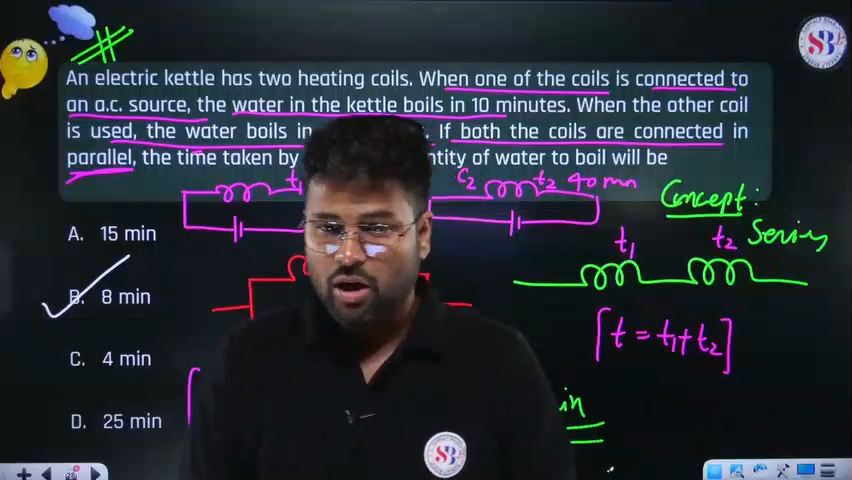 An electric kettle has two heating coils. When one of the coils is connected to
an a.c. source, the water in the kettle boils in 10 minutes. When the other coil
is used, the water boils in . If both the coils are connected in
parallel, the time taken by ntity of water to boil will be
t₁
C₂ t₂ 40 min
Concept:
Series
t₁ t₂
A. 15 min
B. 8 min
[t = t₁+t₂]
C. 4 min
in
D. 25 min
SB
SB